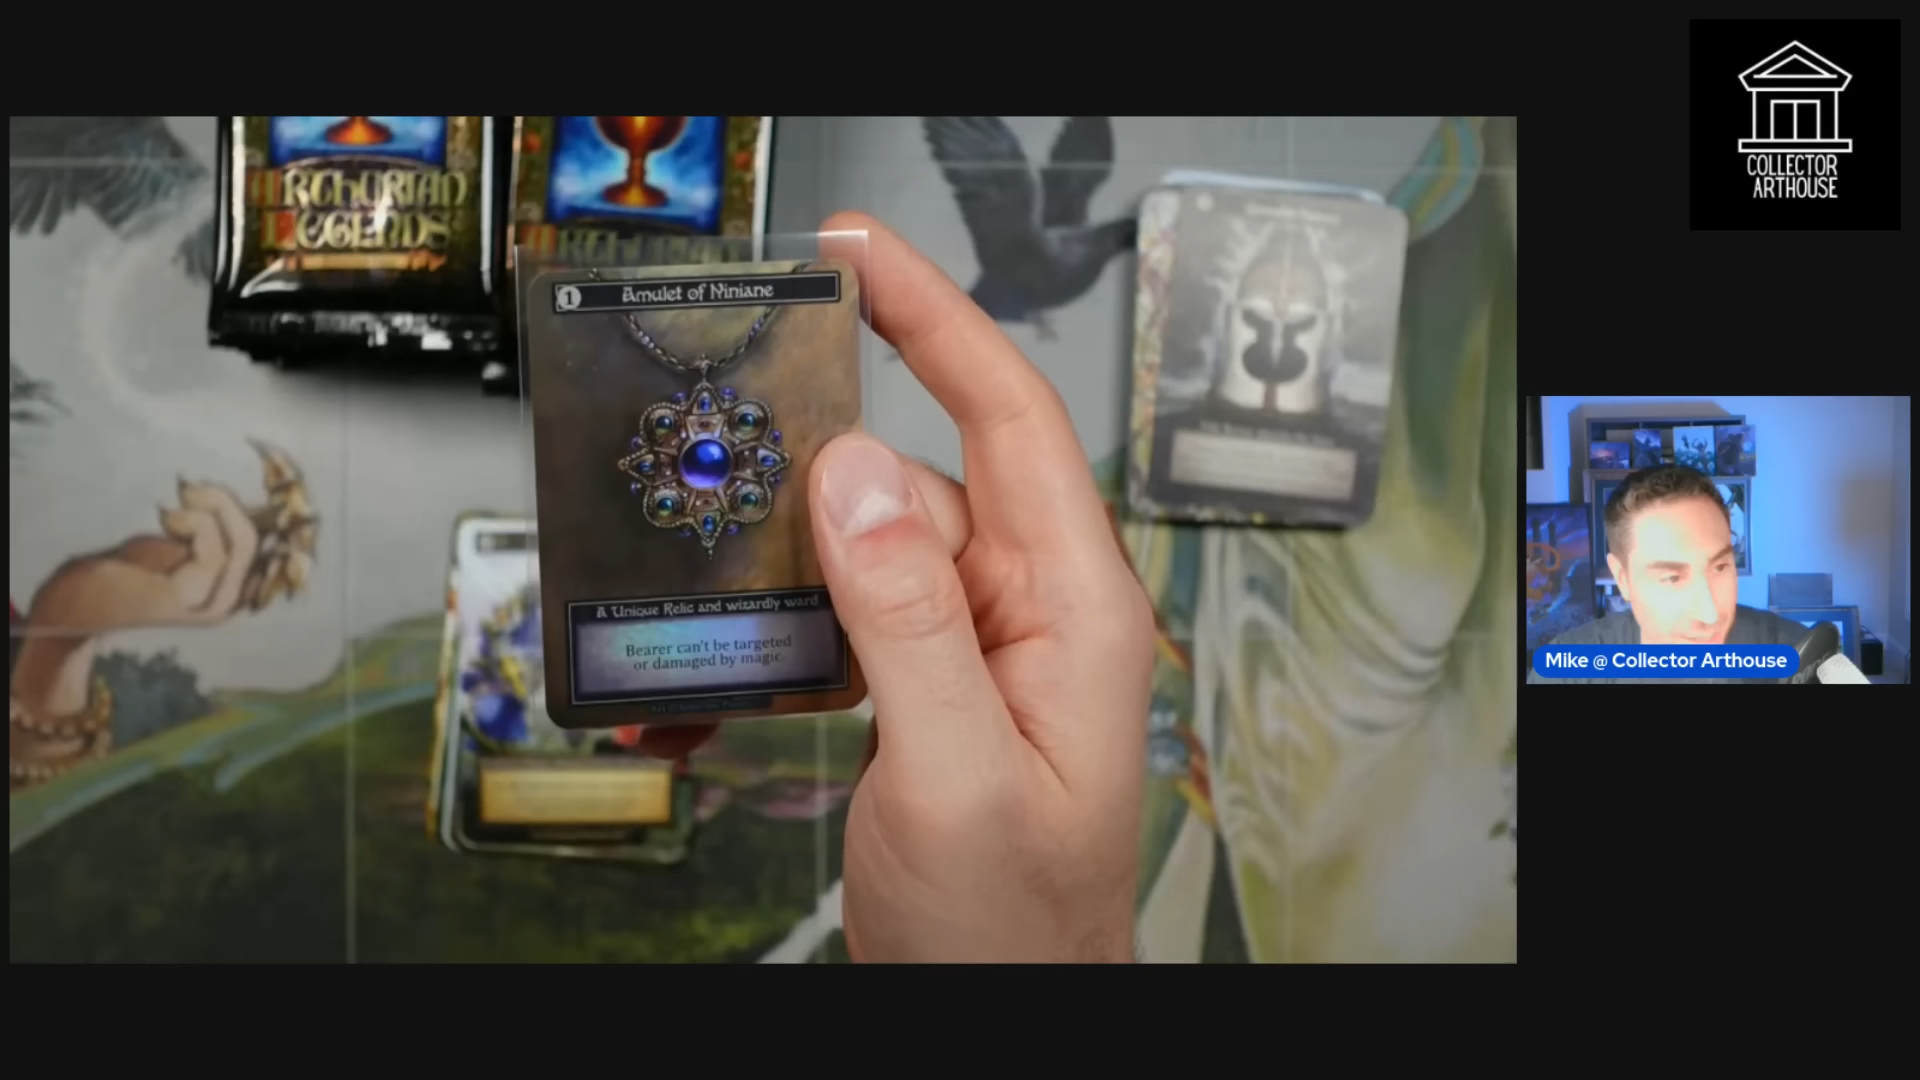 ARTHURIAN
LEGENDS
ARTHURIAN
1
Amulet of Niniane
A Unique Relic and wizardly ward
Bearer can't be targeted
or damaged by magic.
COLLECTOR
ARTHOUSE
Mike @ Collector Arthouse